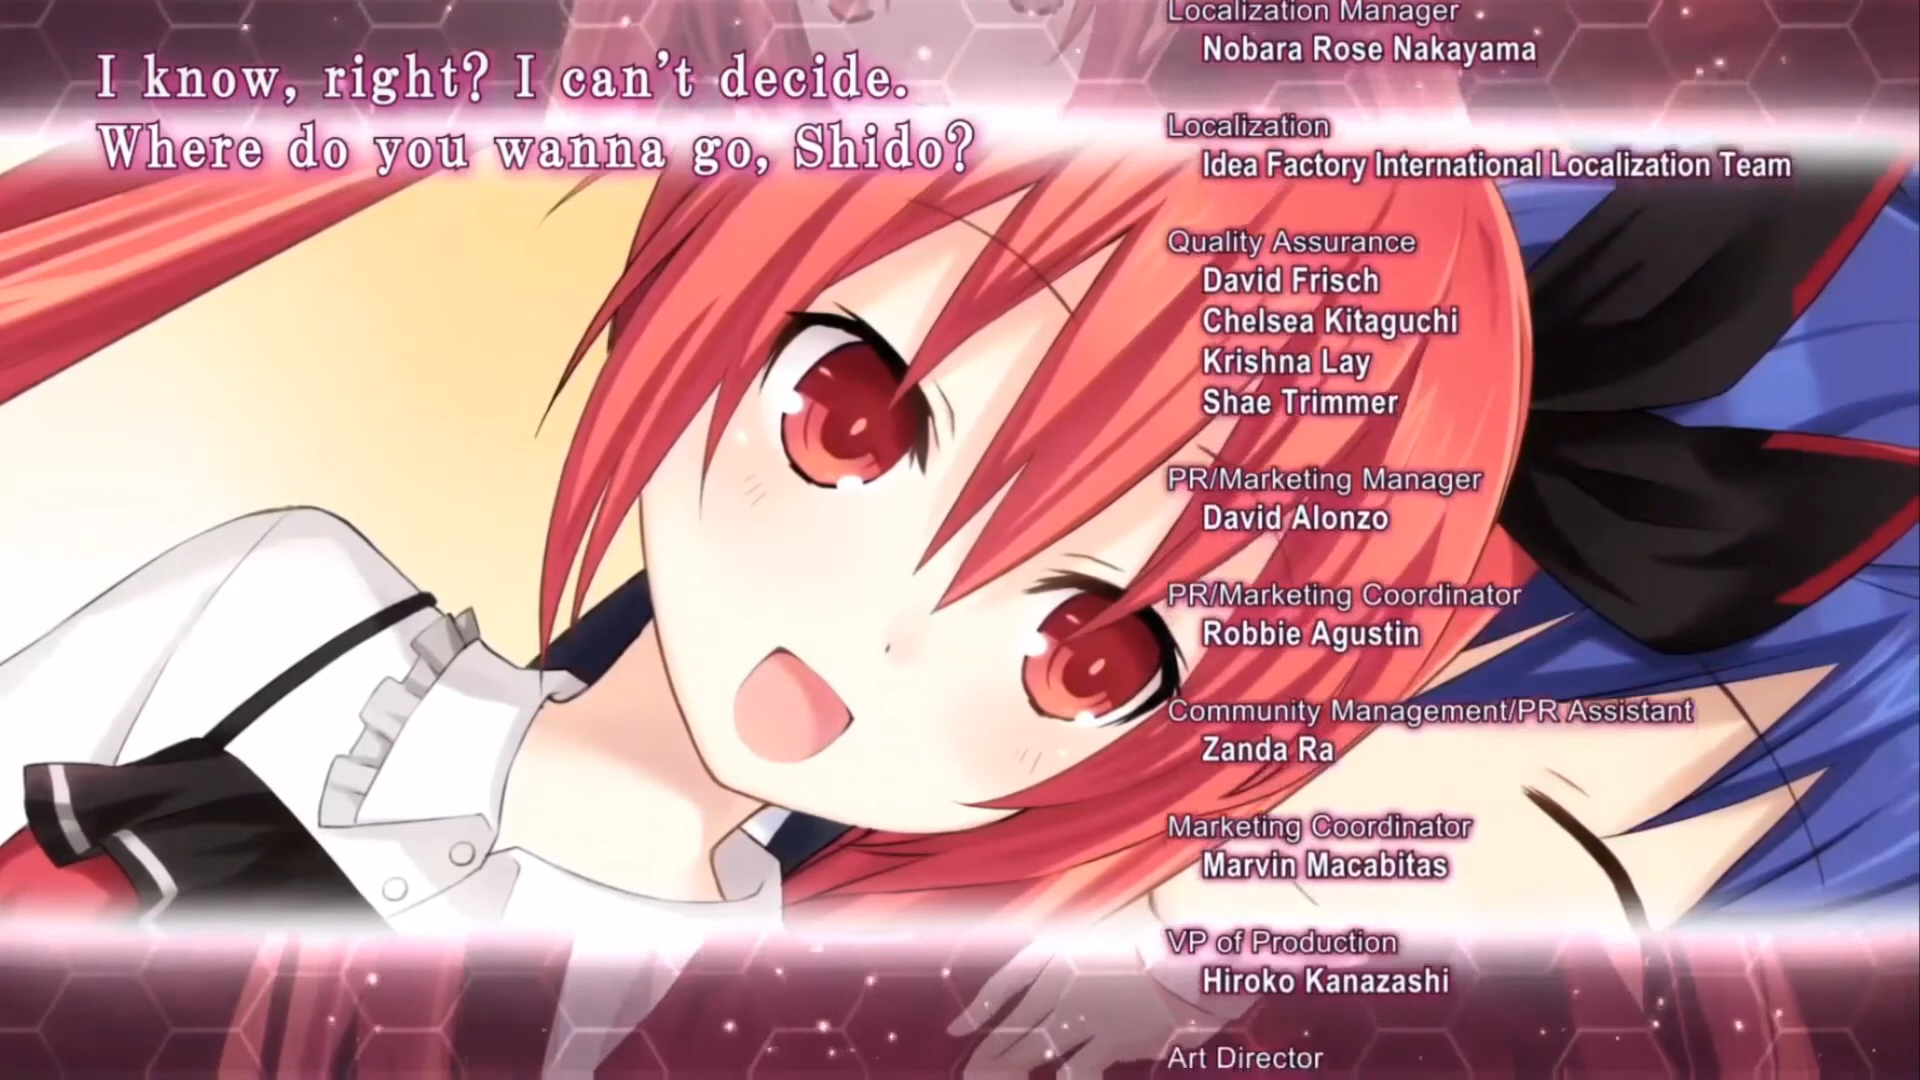 I know, right? I can't decide.
Where do you wanna go, Shido?
Localization Manager
Nobara Rose Nakayama
Localization
Idea Factory International Localization Team
Quality Assurance
David Frisch
Chelsea Kitaguchi
Krishna Lay
Shae Trimmer
PR/Marketing Manager
David Alonzo
PR/Marketing Coordinator
Robbie Agustin
Community Management/PR Assistant
Zanda Ra
Marketing Coordinator
Marvin Macabitas
VP of Production
Hiroko Kanazashi
Art Director